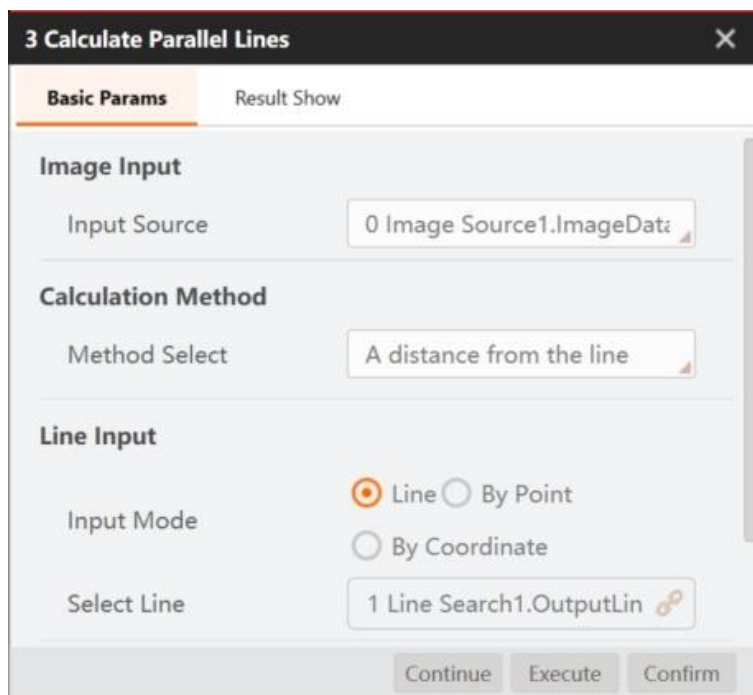 3 Calculate Parallel Lines
Basic Params Result Show
Image Input
Input Source 0 Image Source1.ImageData
Calculation Method
Method Select A distance from the line
Line Input
Input Mode Line By Point
By Coordinate
Select Line 1 Line Search1.OutputLin
Continue Execute Confirm